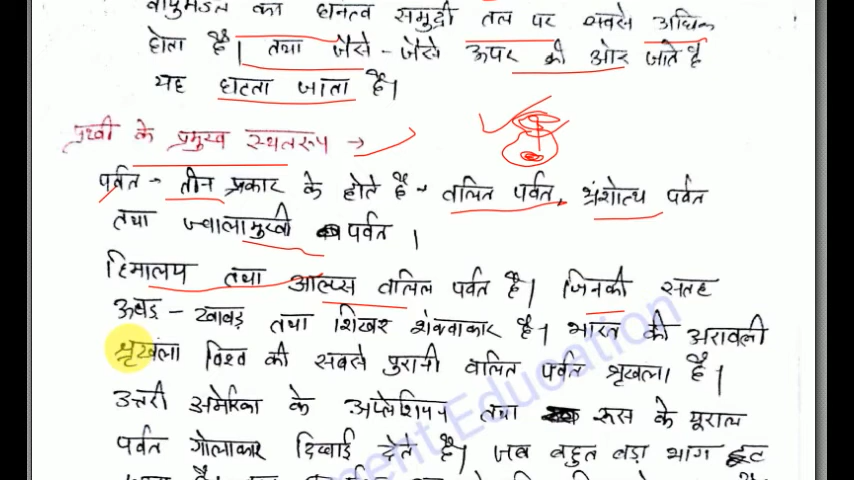 वायुमंडल का घनत्व समुद्री तल पर सबसे अधिक
होता है। तथा जैसे - जैसे ऊपर की ओर जाते है
यह घटता जाता है।
पृथ्वी के प्रमुख स्थलरूप →
पर्वत - तीन प्रकार के होते है - वलित पर्वत, भ्रंशोत्थ पर्वत
तथा ज्वालामुखी पर्वत ।
हिमालय तथा आल्प्स वलित पर्वत है। जिनकी सतह
ऊबड़ - खाबड़ तथा शिखर शंक्वाकार है। भारत की अरावली
श्रृखंला विश्व की सबसे पुरानी वलित पर्वत श्रृखला है।
उत्तरी अमेरिका के अप्लेशियन तथा रूस के यूराल
पर्वत गोलाकार दिखाई देते है। जब बहुत बड़ा भाग टूट